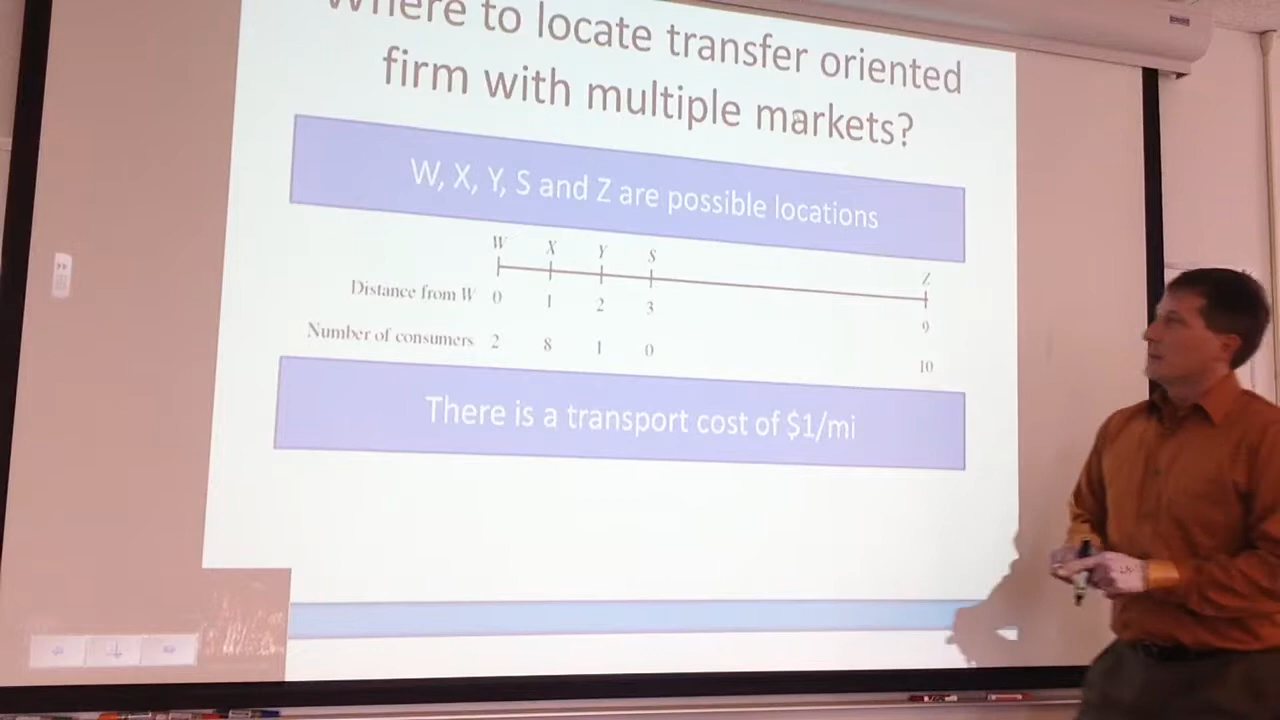 Where to locate transfer oriented
firm with multiple markets?
W, X, Y, S and Z are possible locations
W X Y S Z
Distance from W 0 1 2 3 9
Number of consumers 2 8 1 0 10
There is a transport cost of $1/mi